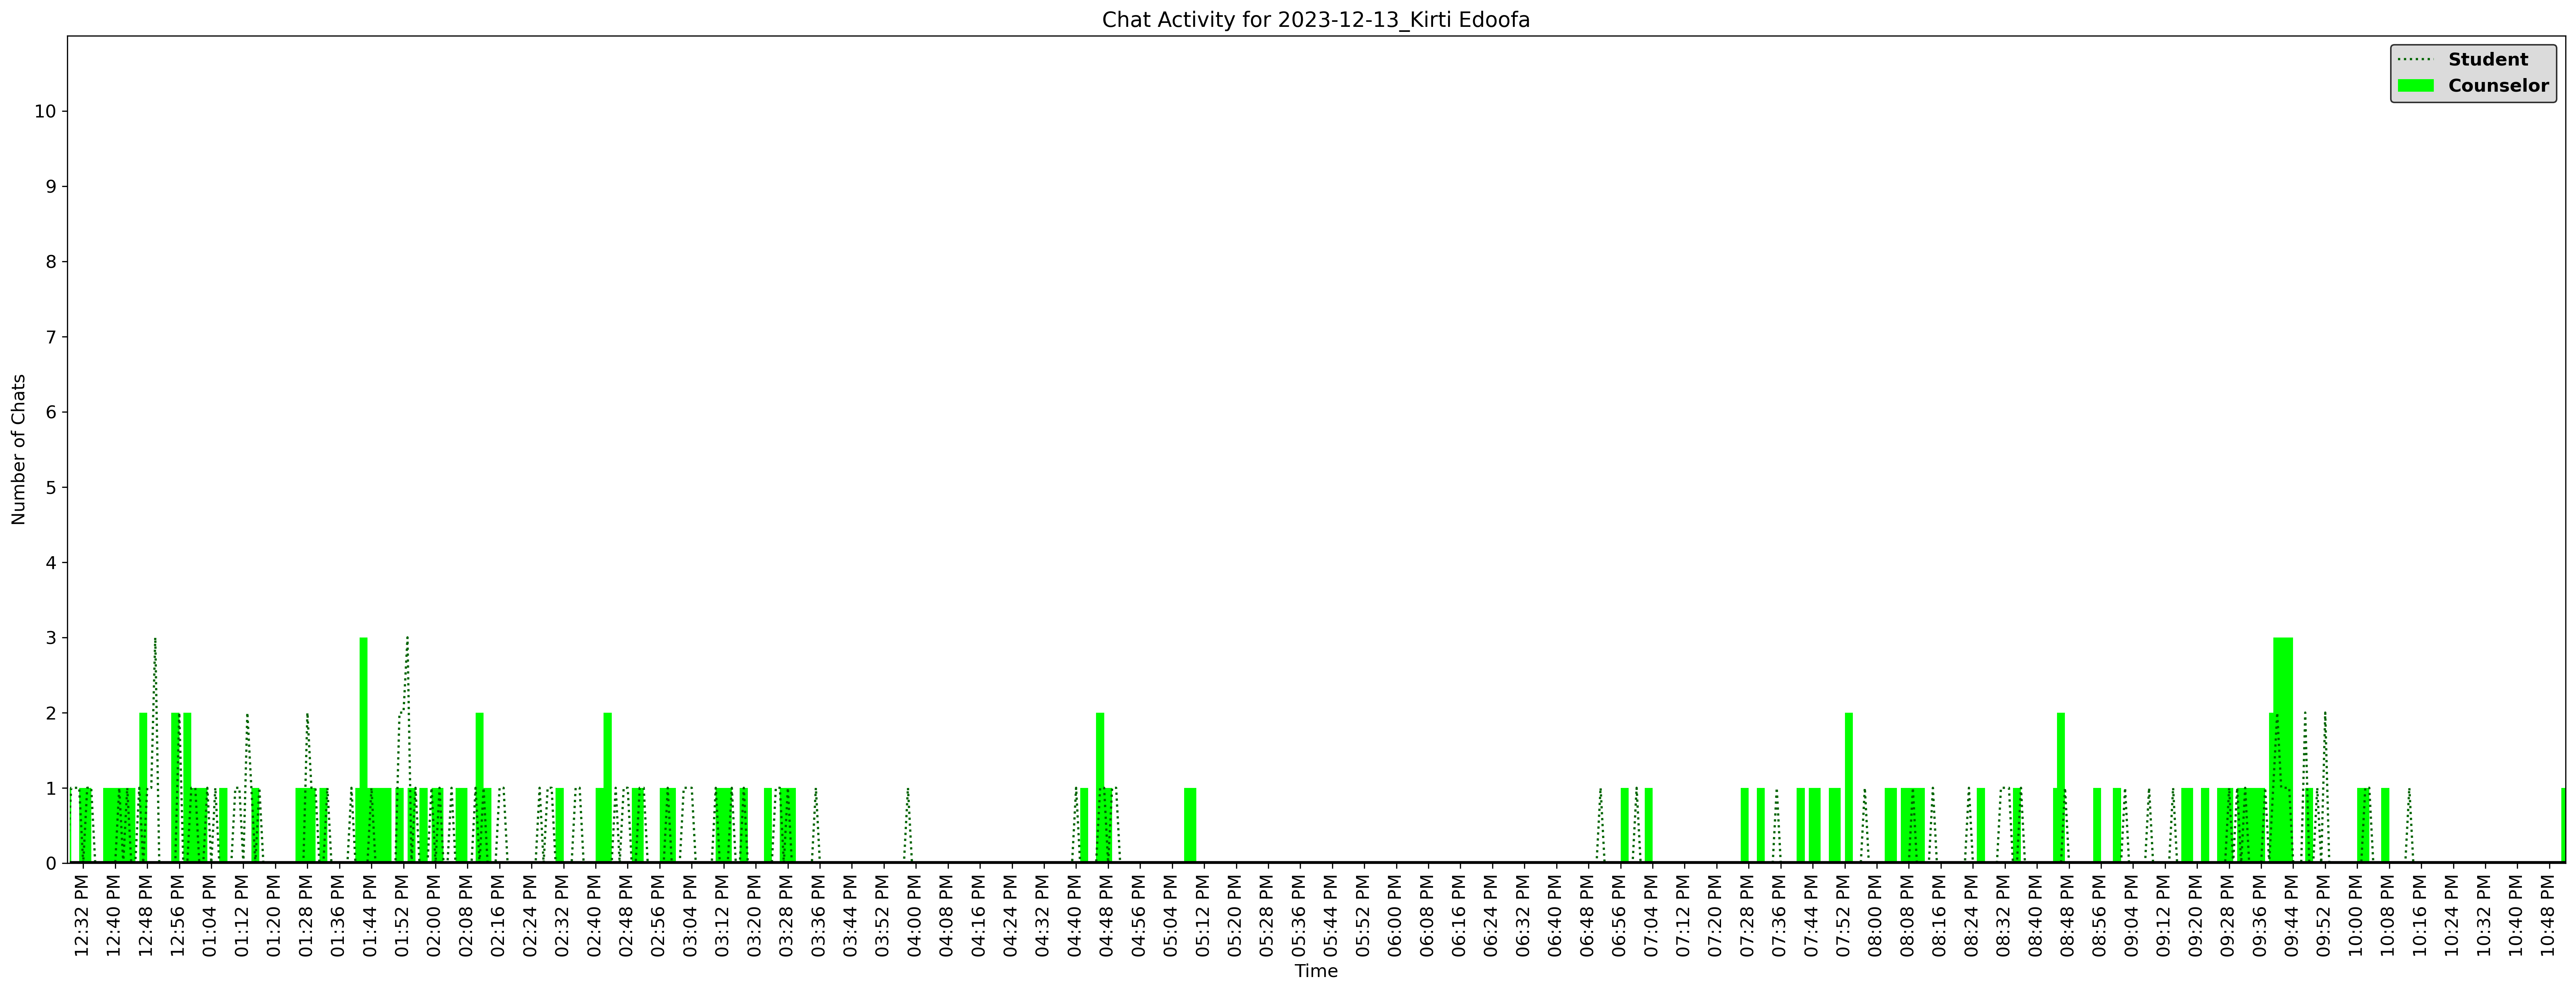 Chat Activity for 2023-12-13_Kirti Edoofa
Student
Counselor
Number of Chats
10
9
8
7
6
5
4
3
2
1
0
12:32 PM
12:40 PM
12:48 PM
12:56 PM
01:04 PM
01:12 PM
01:20 PM
01:28 PM
01:36 PM
01:44 PM
01:52 PM
02:00 PM
02:08 PM
02:16 PM
02:24 PM
02:32 PM
02:40 PM
02:48 PM
02:56 PM
03:04 PM
03:12 PM
03:20 PM
03:28 PM
03:36 PM
03:44 PM
03:52 PM
04:00 PM
04:08 PM
04:16 PM
04:24 PM
04:32 PM
04:40 PM
04:48 PM
04:56 PM
05:04 PM
05:12 PM
05:20 PM
05:28 PM
05:36 PM
05:44 PM
05:52 PM
06:00 PM
06:08 PM
06:16 PM
06:24 PM
06:32 PM
06:40 PM
06:48 PM
06:56 PM
07:04 PM
07:12 PM
07:20 PM
07:28 PM
07:36 PM
07:44 PM
07:52 PM
08:00 PM
08:08 PM
08:16 PM
08:24 PM
08:32 PM
08:40 PM
08:48 PM
08:56 PM
09:04 PM
09:12 PM
09:20 PM
09:28 PM
09:36 PM
09:44 PM
09:52 PM
10:00 PM
10:08 PM
10:16 PM
10:24 PM
10:32 PM
10:40 PM
10:48 PM
Time